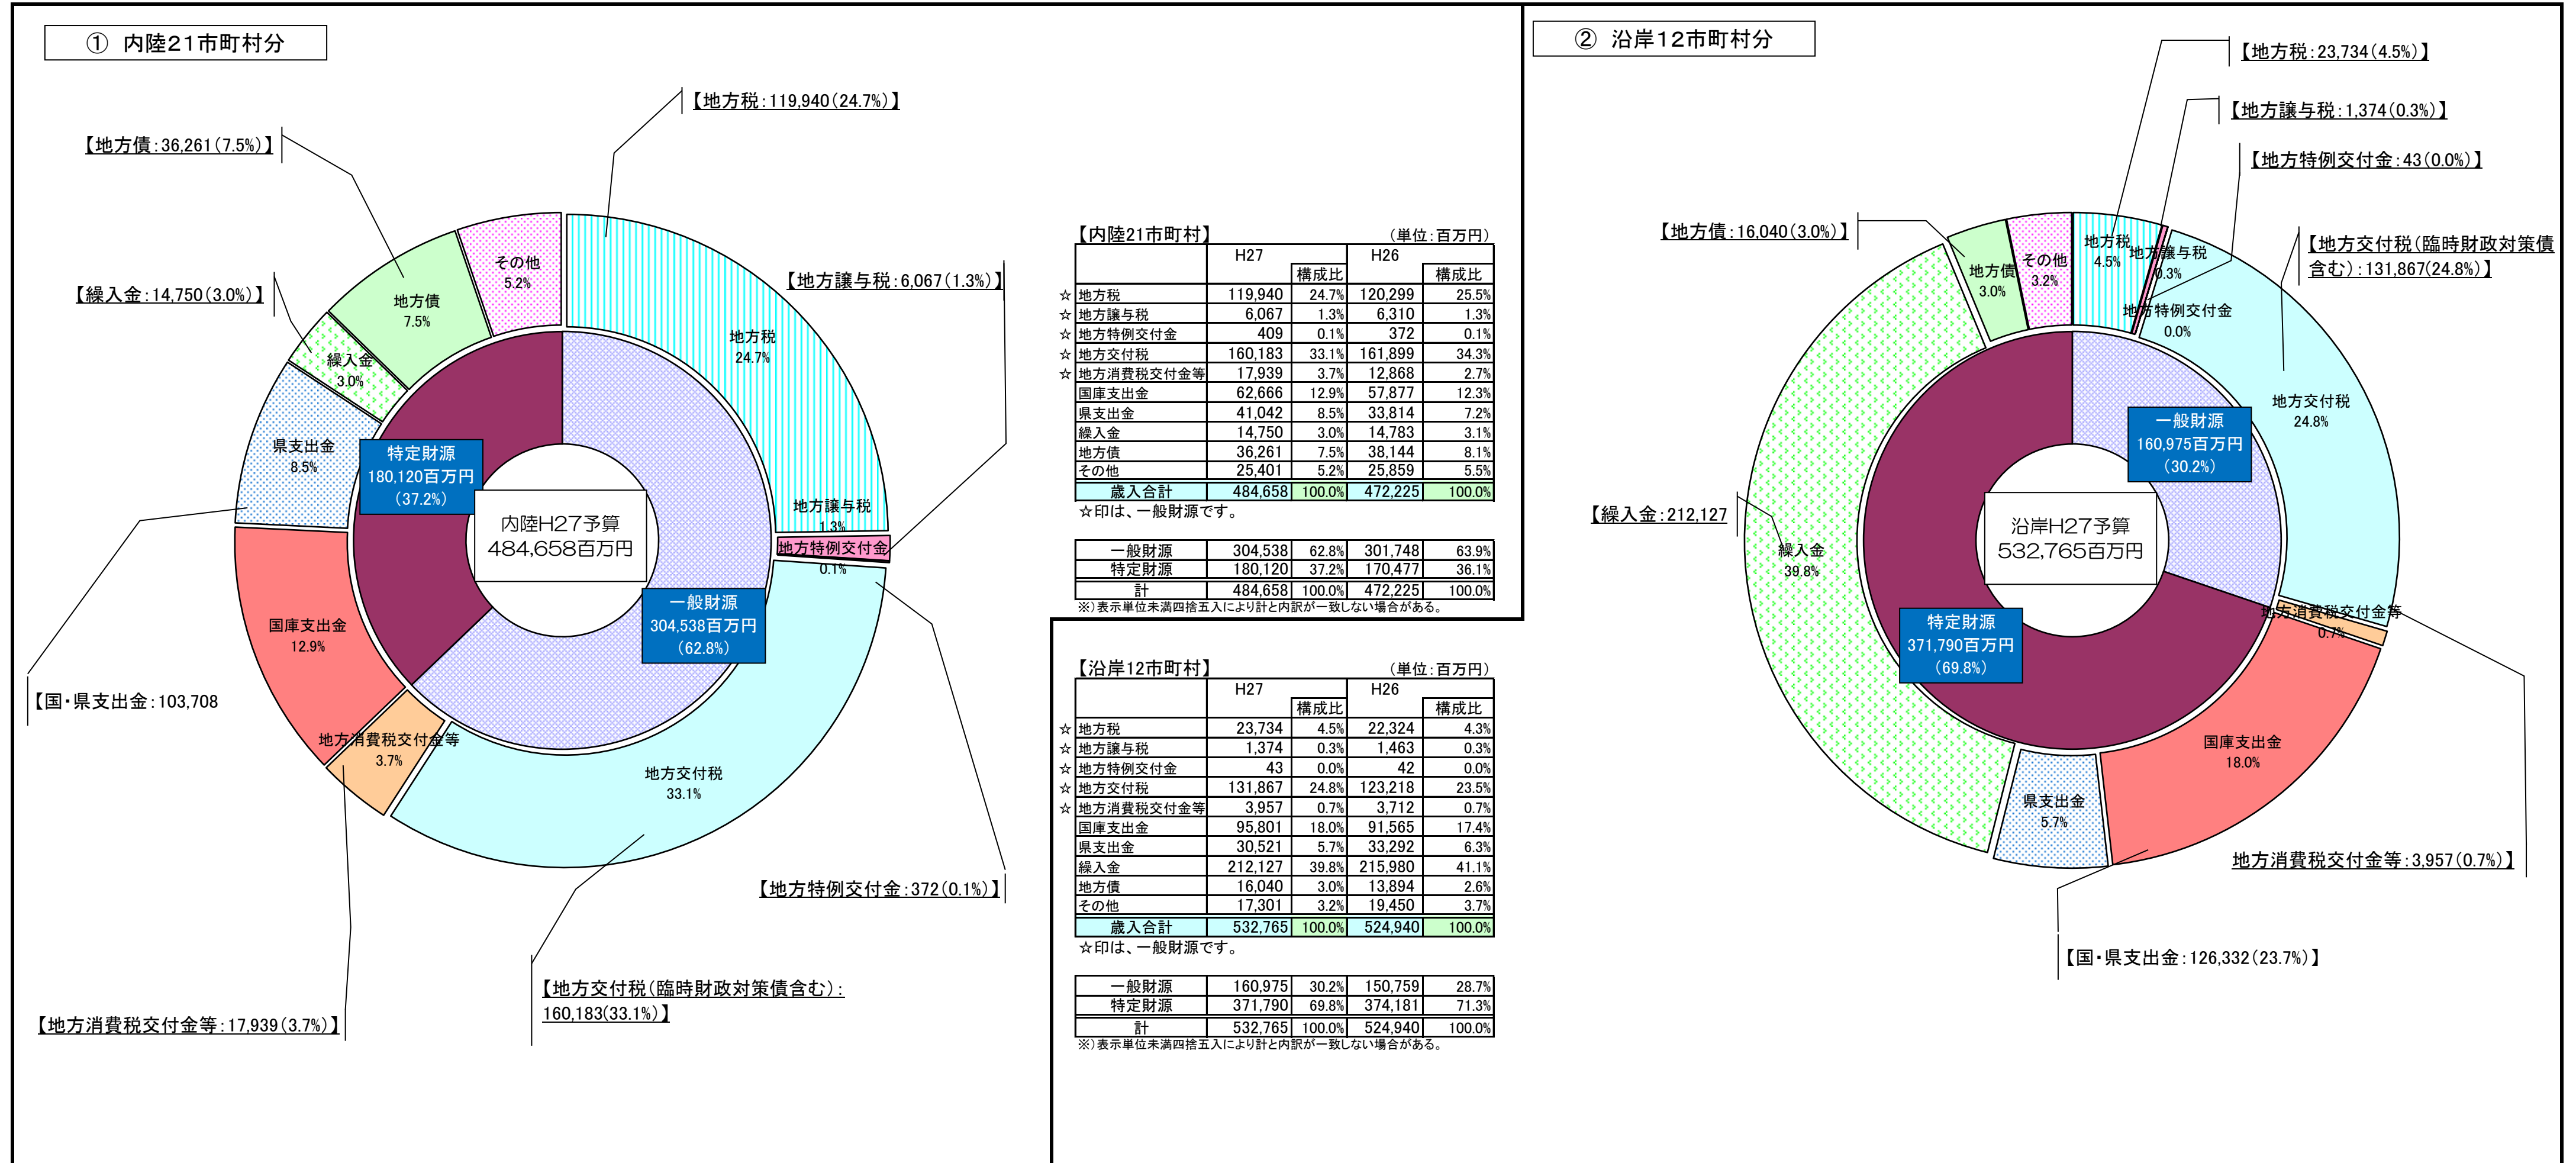 ① 内陸21市町村分
【地方税:119,940(24.7%)】
【地方債:36,261(7.5%)】
【地方譲与税:6,067(1.3%)】
【繰入金:14,750(3.0%)】
その他
5.2%
地方債
7.5%
繰入金
3.0%
県支出金
8.5%
地方税
24.7%
特定財源
180,120百万円
(37.2%)
内陸H27予算
484,658百万円
地方譲与税
1.3%
地方特例交付金
0.1%
一般財源
304,538百万円
(62.8%)
国庫支出金
12.9%
【国・県支出金:103,708
地方消費税交付金等
3.7%
地方交付税
33.1%
【地方特例交付金:372(0.1%)】
【地方交付税(臨時財政対策債含む):
160,183(33.1%)】
【地方消費税交付金等:17,939(3.7%)】
【内陸21市町村】 (単位:百万円)
H27 H26
構成比 構成比
☆ 地方税 119,940 24.7% 120,299 25.5%
☆ 地方譲与税 6,067 1.3% 6,310 1.3%
☆ 地方特例交付金 409 0.1% 372 0.1%
☆ 地方交付税 160,183 33.1% 161,899 34.3%
☆ 地方消費税交付金等 17,939 3.7% 12,868 2.7%
国庫支出金 62,666 12.9% 57,877 12.3%
県支出金 41,042 8.5% 33,814 7.2%
繰入金 14,750 3.0% 14,783 3.1%
地方債 36,261 7.5% 38,144 8.1%
その他 25,401 5.2% 25,859 5.5%
歳入合計 484,658 100.0% 472,225 100.0%
☆印は、一般財源です。
一般財源 304,538 62.8% 301,748 63.9%
特定財源 180,120 37.2% 170,477 36.1%
計 484,658 100.0% 472,225 100.0%
※)表示単位未満四捨五入により計と内訳が一致しない場合がある。
【沿岸12市町村】 (単位:百万円)
H27 H26
構成比 構成比
☆ 地方税 23,734 4.5% 22,324 4.3%
☆ 地方譲与税 1,374 0.3% 1,463 0.3%
☆ 地方特例交付金 43 0.0% 42 0.0%
☆ 地方交付税 131,867 24.8% 123,218 23.5%
☆ 地方消費税交付金等 3,957 0.7% 3,712 0.7%
国庫支出金 95,801 18.0% 91,565 17.4%
県支出金 30,521 5.7% 33,292 6.3%
繰入金 212,127 39.8% 215,980 41.1%
地方債 16,040 3.0% 13,894 2.6%
その他 17,301 3.2% 19,450 3.7%
歳入合計 532,765 100.0% 524,940 100.0%
☆印は、一般財源です。
一般財源 160,975 30.2% 150,759 28.7%
特定財源 371,790 69.8% 374,181 71.3%
計 532,765 100.0% 524,940 100.0%
※)表示単位未満四捨五入により計と内訳が一致しない場合がある。
② 沿岸12市町村分
【地方税:23,734(4.5%)】
【地方譲与税:1,374(0.3%)】
【地方特例交付金:43(0.0%)】
【地方債:16,040(3.0%)】
【地方交付税(臨時財政対策債
含む):131,867(24.8%)】
地方税
4.5%
地方譲与税
0.3%
その他
3.2%
地方債
3.0%
地方特例交付金
0.0%
地方交付税
24.8%
一般財源
160,975百万円
(30.2%)
【繰入金:212,127
繰入金
39.8%
沿岸H27予算
532,765百万円
特定財源
371,790百万円
(69.8%)
地方消費税交付金等
0.7%
国庫支出金
18.0%
県支出金
5.7%
地方消費税交付金等:3,957(0.7%)】
【国・県支出金:126,332(23.7%)】